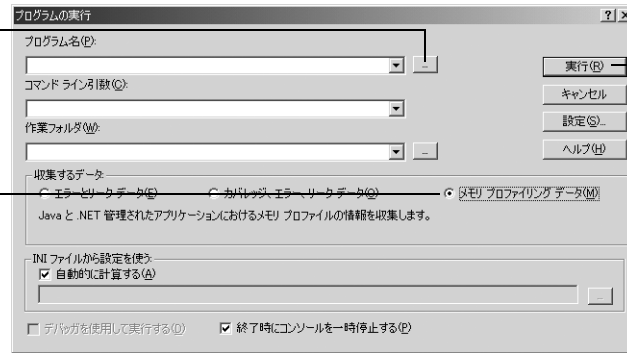 プログラムの実行
プログラム名(P):
...
実行(R)
コマンド ライン引数(C):
キャンセル
作業フォルダ(W):
設定(S)...
...
ヘルプ(H)
収集するデータ:
エラーとリーク データ(E) カバレッジ、エラー、リーク データ(O) メモリ プロファイリング データ(M)
Java と .NET 管理されたアプリケーションにおけるメモリ プロファイルの情報を収集します。
INI ファイルから設定を使う:
自動的に計算する(A)
...
デバッガを使用して実行する(D) 終了時にコンソールを一時停止する(P)